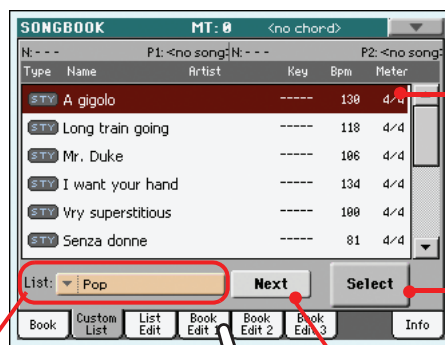 SONGBOOK MT: 0 <no chord>
N: - - - P1: <no song: N: - - - P2: <no song:
Type Name Artist Key Bpm Meter
STY A gigolo ----- 130 4/4
STY Long train going ----- 118 4/4
STY Mr. Duke ----- 106 4/4
STY I want your hand ----- 134 4/4
STY Vry superstitious ----- 100 4/4
STY Senza donne ----- 81 4/4
List: Pop Next Select
Book Custom List List Edit Book Edit 1 Book Edit 2 Book Edit 3 Info